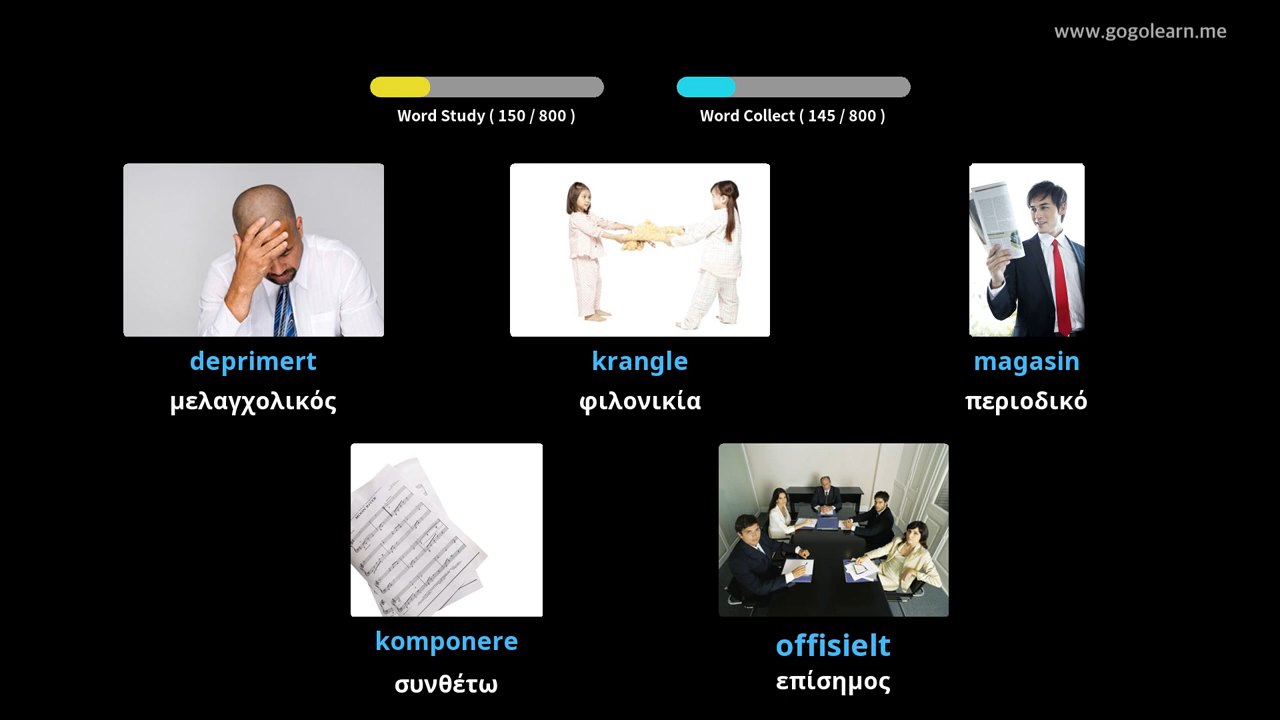 www.gogolearn.me
Word Study ( 150 / 800 )
Word Collect ( 145 / 800 )
deprimert
μελαγχολικός
krangle
φιλονικία
magasin
περιοδικό
komponere
συνθέτω
offisielt
επίσημος